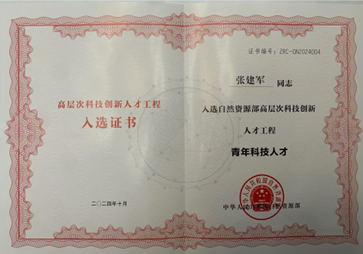 高层次科技创新人才工程
入选证书
二〇二四年十月
证书编号：ZRC-QN2024004
张建军 同志
入选自然资源部高层次科技创新
人才工程
青年科技人才
中华人民共和国自然资源部